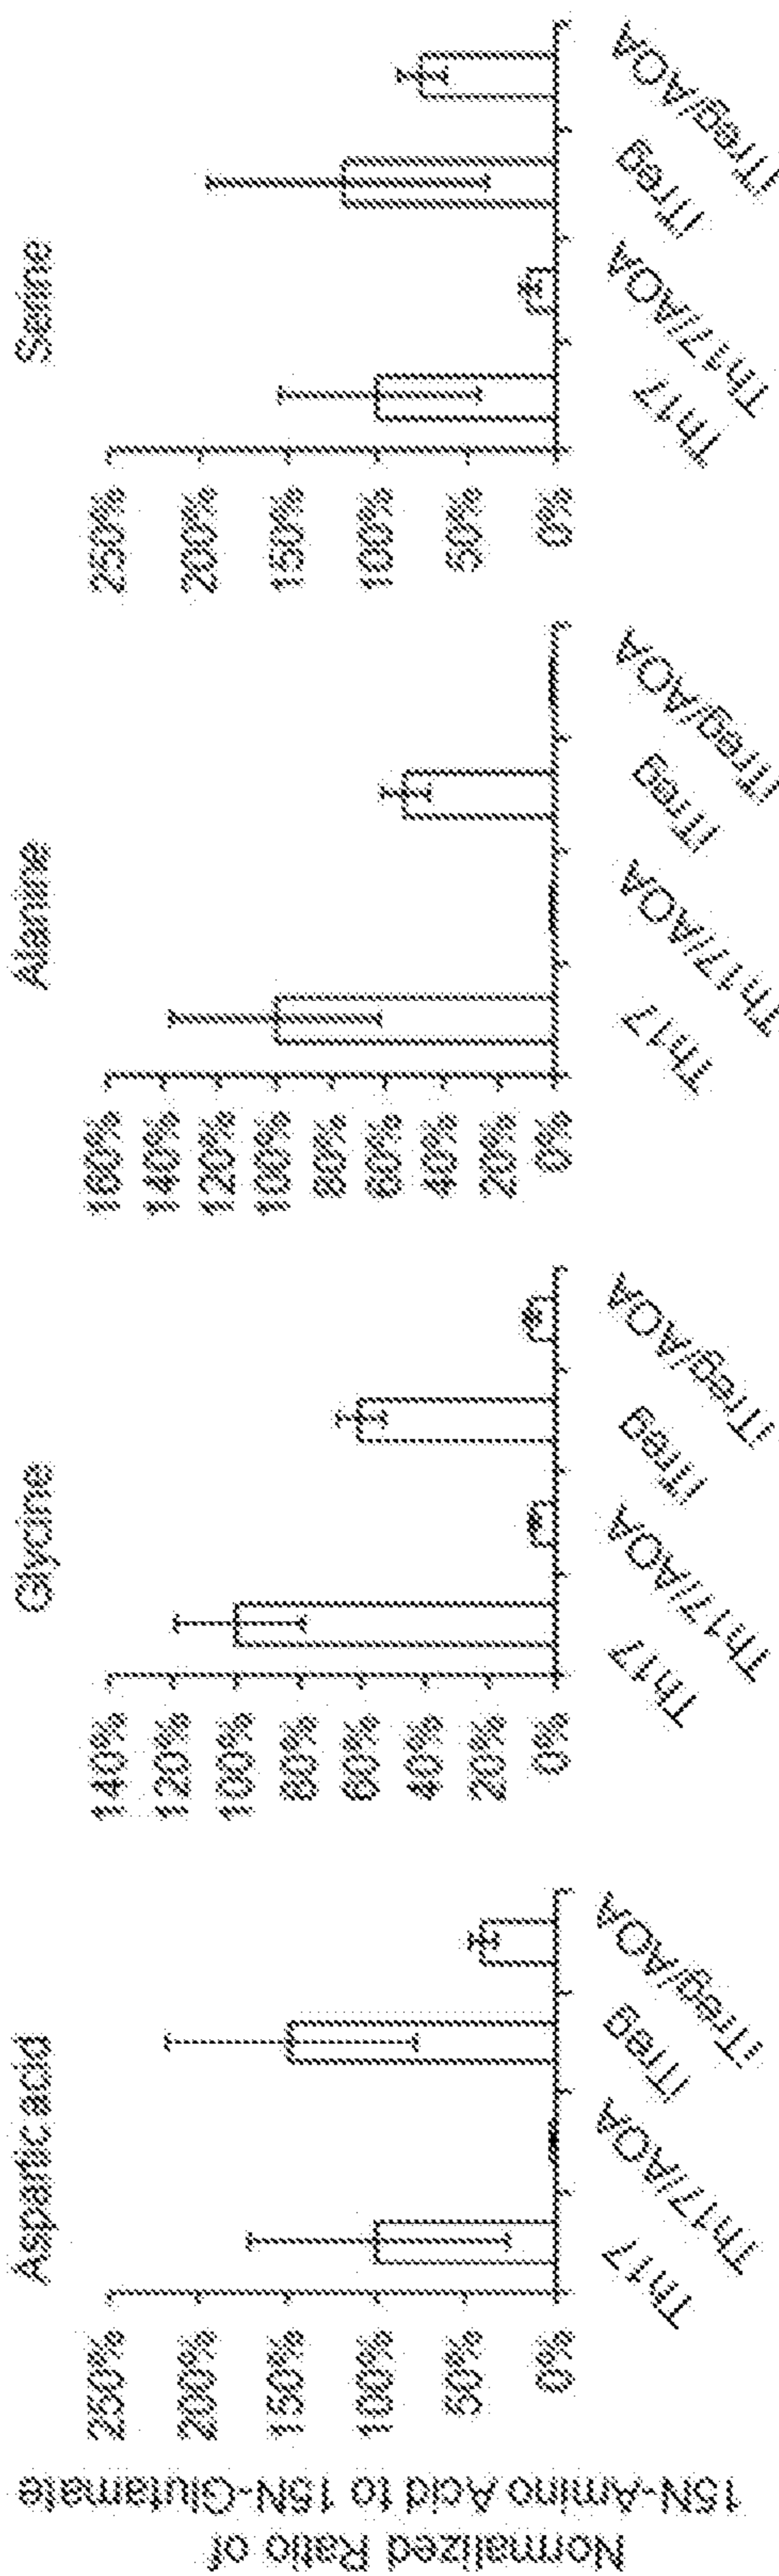 Normalized Ratio of
15N-Amino Acid to 15N-Glutamate
Aspartic acid
250%
200%
150%
100%
50%
0%
Th17
Th17/AOA
iTreg
iTreg/AOA
Glycine
140%
120%
100%
80%
60%
40%
20%
0%
Th17
Th17/AOA
iTreg
iTreg/AOA
Alanine
160%
140%
120%
100%
80%
60%
40%
20%
0%
Th17
Th17/AOA
iTreg
iTreg/AOA
Serine
250%
200%
150%
100%
50%
0%
Th17
Th17/AOA
iTreg
iTreg/AOA